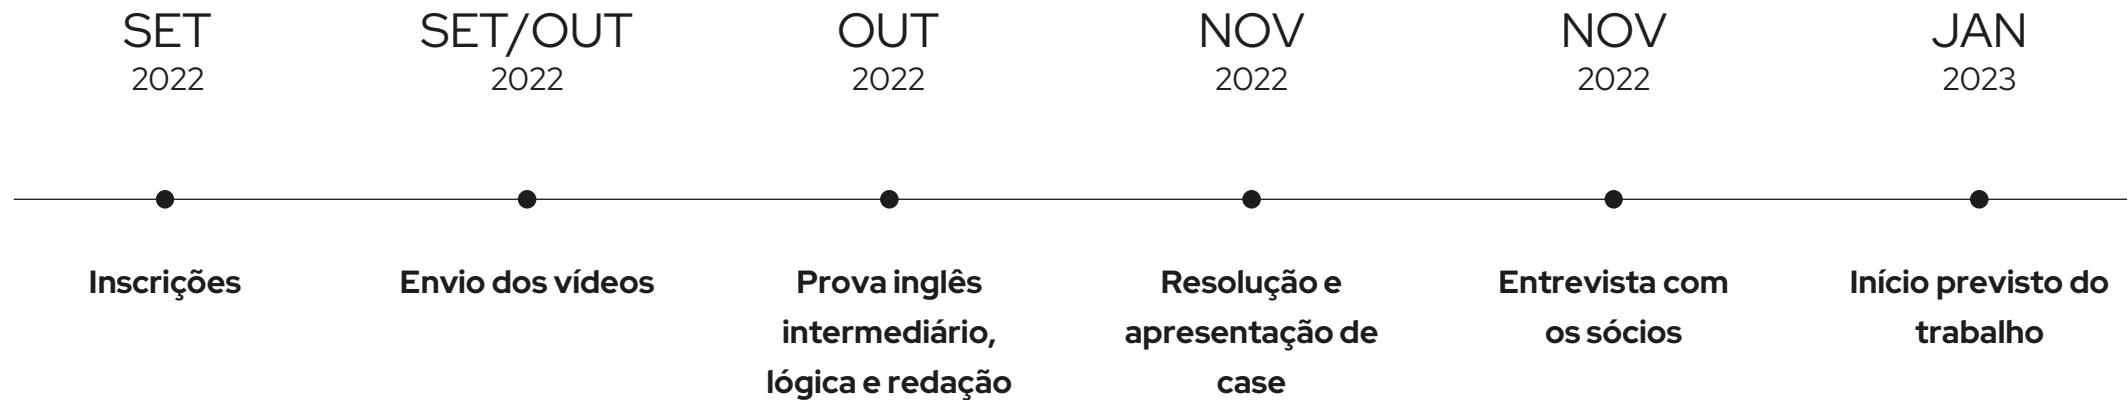 SET
2022
SET/OUT
2022
OUT
2022
NOV
2022
NOV
2022
JAN
2023
Inscrições
Envio dos vídeos
Prova inglês
intermediário,
lógica e redação
Resolução e
apresentação de
case
Entrevista com
os sócios
Início previsto do
trabalho